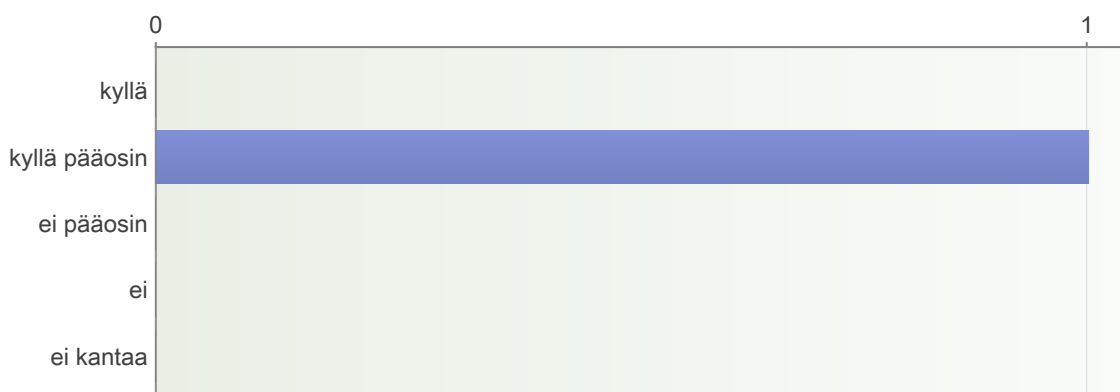 0 1
kyllä
kyllä pääosin
ei pääosin
ei
ei kantaa